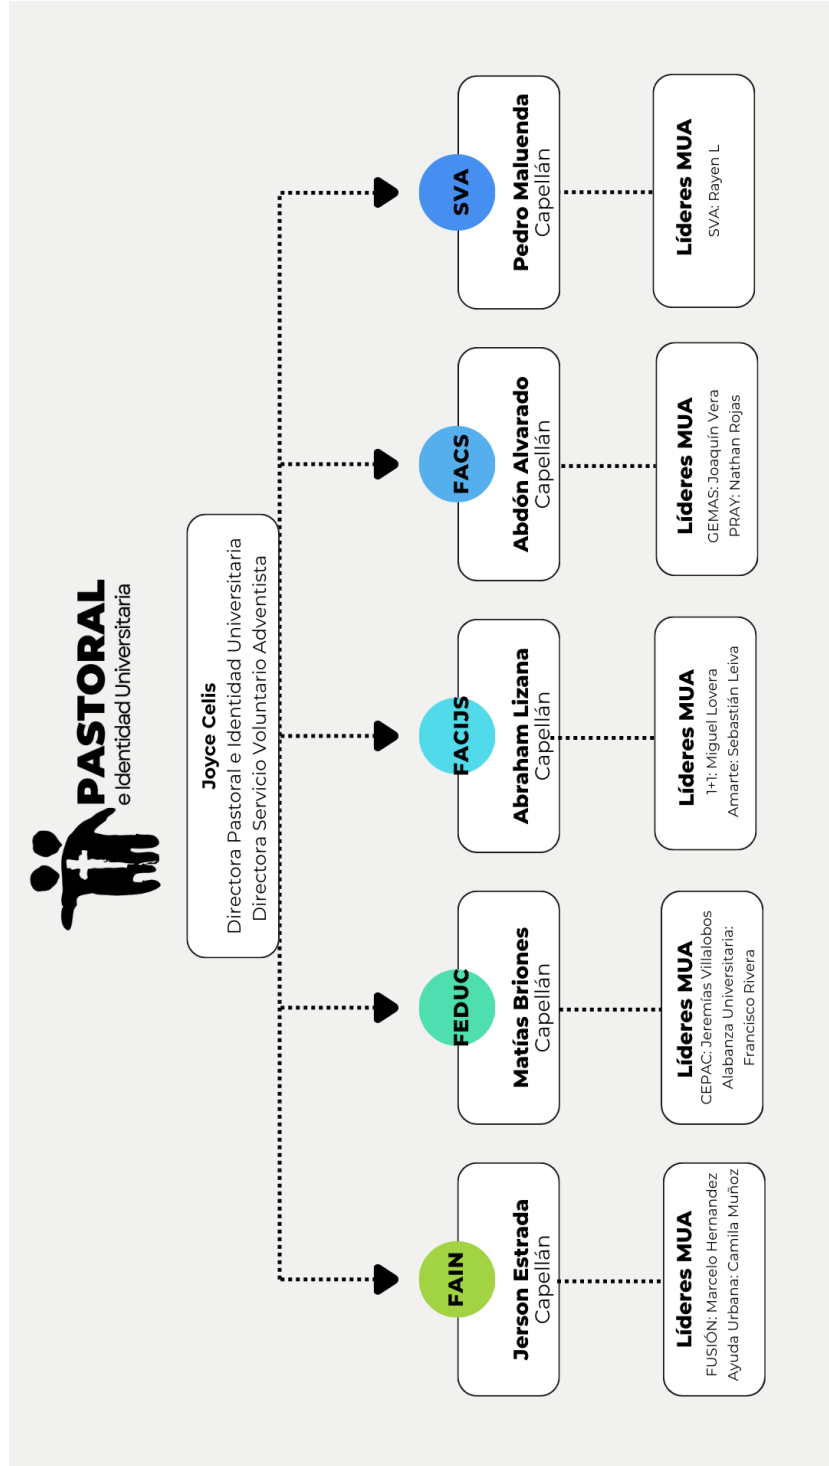 PASTORAL
e Identidad Universitaria
Joyce Celis
Directora Pastoral e Identidad Universitaria
Directora Servicio Voluntario Adventista
FAIN
Jerson Estrada
Capellán
Líderes MUA
FUSIÓN: Marcelo Hernandez
Ayuda Urbana: Camila Muñoz
FEDUC
Matías Briones
Capellán
Líderes MUA
CEPAC: Jeremías Villalobos
Alabanza Universitaria:
Francisco Rivera
FACIJS
Abraham Lizana
Capellán
Líderes MUA
1+1: Miguel Lovera
Amarte: Sebastián Leiva
FACS
Abdón Alvarado
Capellán
Líderes MUA
GEMAS: Joaquín Vera
PRAY: Nathan Rojas
SVA
Pedro Maluenda
Capellán
Líderes MUA
SVA: Rayen L